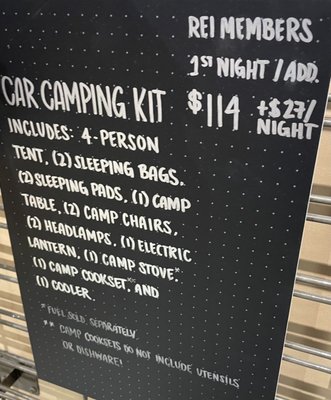 REI MEMBERS
1ST NIGHT / ADD.
CAR CAMPING KIT $114 +$27/
NIGHT
INCLUDES: 4-PERSON
TENT, (2) SLEEPING BAGS,
(2) SLEEPING PADS, (1) CAMP
TABLE, (2) CAMP CHAIRS,
(2) HEADLAMPS, (1) ELECTRIC
LANTERN, (1) CAMP STOVE,*
(1) CAMP COOKSET,** AND
(1) COOLER
*FUEL SOLD SEPARATELY
** CAMP COOKSETS DO NOT INCLUDE UTENSILS
OR DISHWARE!